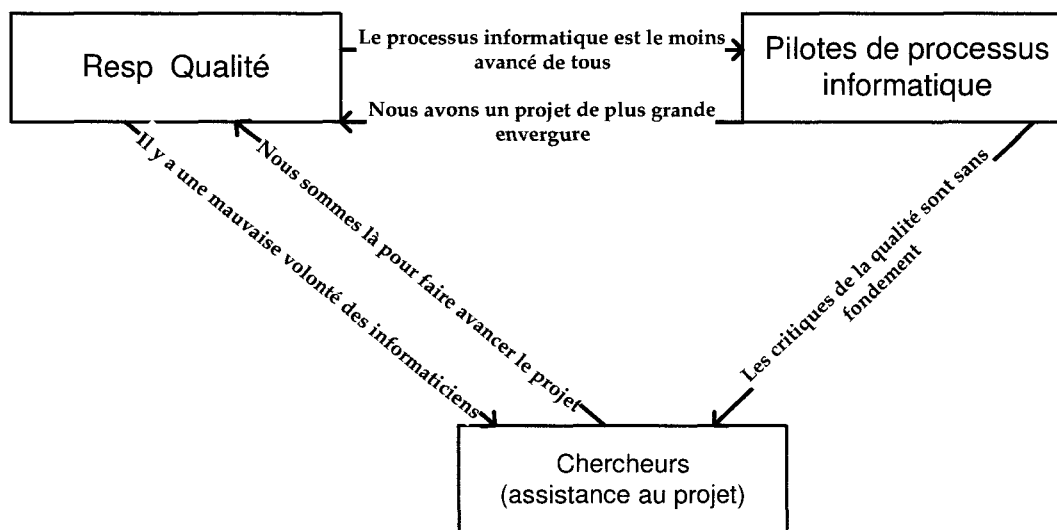 Resp Qualité
Le processus informatique est le moins
avancé de tous
Nous avons un projet de plus grande
envergure
Pilotes de processus
informatique
Il y a une mauvaise volonté des informaticiens
Nous sommes là pour faire avancer le projet
Les critiques de la qualité sont sans
fondement
Chercheurs
(assistance au projet)